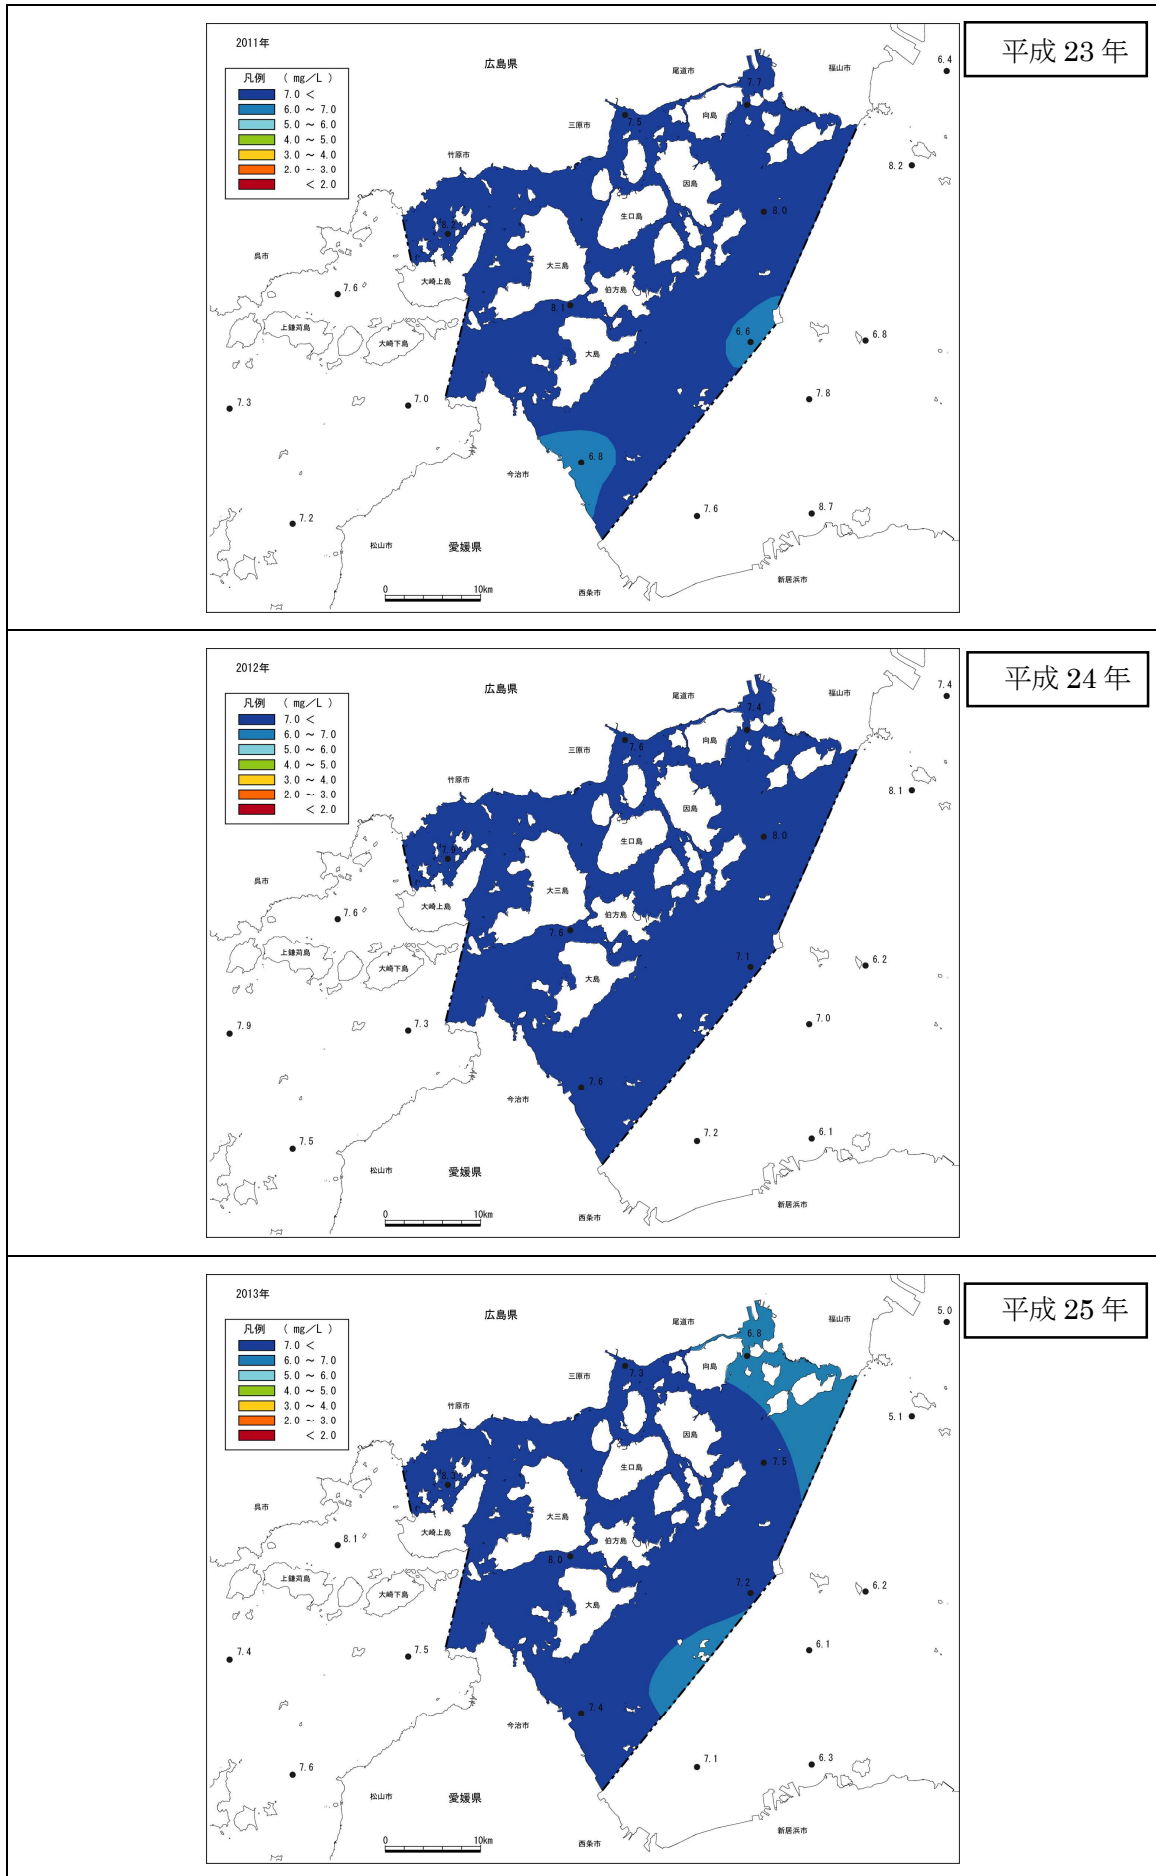 平成 23 年
2011年
広島県
尾道市
福山市
6.4
凡例 （ mg／L ）
7.0 ＜
6.0 ～ 7.0
5.0 ～ 6.0
4.0 ～ 5.0
3.0 ～ 4.0
2.0 ～ 3.0
＜ 2.0
7.7
三原市
7.5
向島
竹原市
8.2
因島
8.0
生口島
8.2
呉市
大三島
大崎上島
伯方島
7.6
8.1
上鎌苅島
大崎下島
大島
6.6
6.8
7.3
7.0
7.8
今治市
6.8
7.2
7.6
8.7
松山市
愛媛県
新居浜市
西条市
0
10km
平成 24 年
2012年
広島県
尾道市
福山市
7.4
凡例 （ mg／L ）
7.0 ＜
6.0 ～ 7.0
5.0 ～ 6.0
4.0 ～ 5.0
3.0 ～ 4.0
2.0 ～ 3.0
＜ 2.0
7.4
三原市
7.6
向島
竹原市
8.1
因島
8.0
生口島
7.9
呉市
大三島
大崎上島
伯方島
7.6
7.6
上鎌苅島
大崎下島
大島
7.1
6.2
7.9
7.3
7.0
今治市
7.6
7.5
7.2
6.1
松山市
愛媛県
新居浜市
西条市
0
10km
平成 25 年
2013年
広島県
尾道市
福山市
5.0
凡例 （ mg／L ）
7.0 ＜
6.0 ～ 7.0
5.0 ～ 6.0
4.0 ～ 5.0
3.0 ～ 4.0
2.0 ～ 3.0
＜ 2.0
6.8
三原市
7.3
向島
竹原市
5.1
因島
7.5
生口島
8.3
呉市
大三島
大崎上島
伯方島
8.1
8.0
上鎌苅島
大崎下島
大島
7.2
6.2
7.4
7.5
6.1
今治市
7.4
7.6
7.1
6.3
松山市
愛媛県
新居浜市
西条市
0
10km